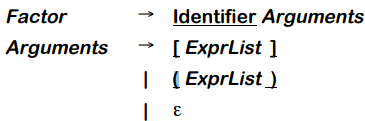 Factor → Identifier Arguments
Arguments → [ ExprList ]
| ( ExprList )
| ε